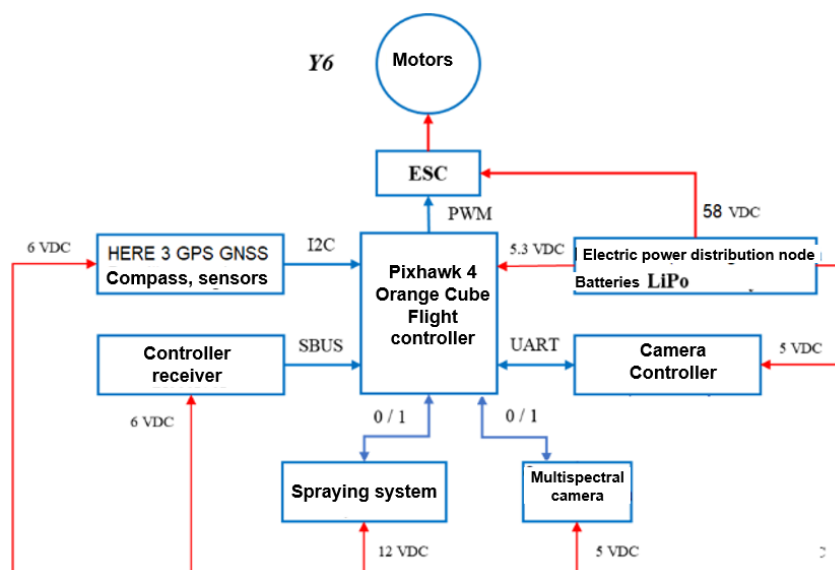 Y6
Motors
ESC
PWM
58 VDC
6 VDC
HERE 3 GPS GNSS
Compass, sensors
I2C
Pixhawk 4
Orange Cube
Flight
controller
5.3 VDC
Electric power distribution node
Batteries LiPo
Controller
receiver
SBUS
UART
Camera
Controller
5 VDC
6 VDC
0 / 1
0 / 1
Spraying system
Multispectral
camera
12 VDC
5 VDC